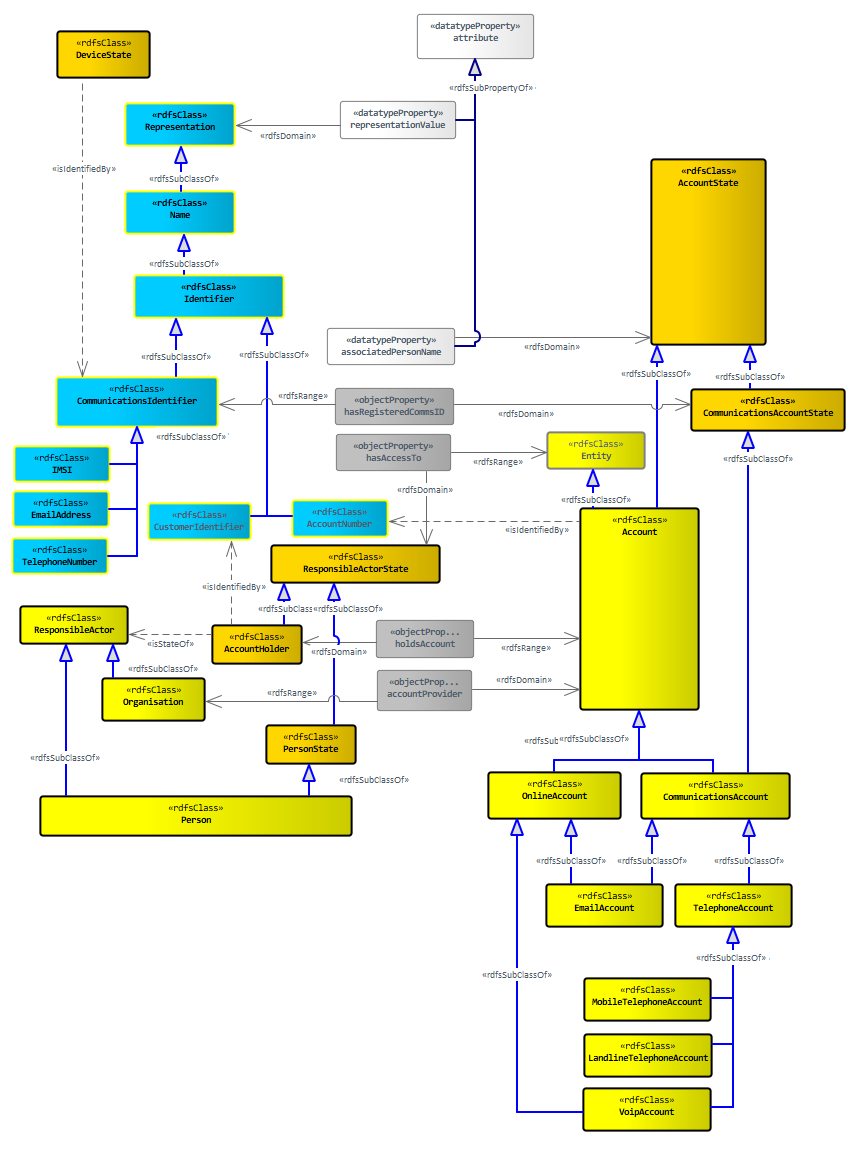 «datatypeProperty»
attribute
«rdfsClass»
DeviceState
«rdfsSubPropertyOf»
«rdfsClass»
Representation
«datatypeProperty»
representationValue
«rdfsDomain»
«isIdentifiedBy»
«rdfsSubClassOf»
«rdfsClass»
AccountState
«rdfsClass»
Name
«rdfsSubClassOf»
«rdfsClass»
Identifier
«datatypeProperty»
associatedPersonName
«rdfsDomain»
«rdfsSubClassOf»
«rdfsSubClassOf»
«rdfsSubClassOf»
«rdfsSubClassOf»
«rdfsClass»
CommunicationsIdentifier
«rdfsRange»
«objectProperty»
hasRegisteredCommsID
«rdfsDomain»
«rdfsClass»
CommunicationsAccountState
«rdfsSubClassOf»
«objectProperty»
hasAccessTo
«rdfsRange»
«rdfsClass»
Entity
«rdfsSubClassOf»
«rdfsClass»
IMSI
«rdfsDomain»
«rdfsSubClassOf»
«rdfsClass»
EmailAddress
«rdfsClass»
CustomerIdentifier
«rdfsClass»
AccountNumber
«isIdentifiedBy»
«rdfsClass»
Account
«rdfsClass»
TelephoneNumber
«rdfsClass»
ResponsibleActorState
«isIdentifiedBy»
«rdfsSubClass
«rdfsSubClassOf»
«rdfsClass»
ResponsibleActor
«isStateOf»
«rdfsClass»
AccountHolder
«rdfsDomain»
«objectProp...
holdsAccount
«rdfsRange»
«rdfsSubClassOf»
«rdfsClass»
Organisation
«rdfsRange»
«objectProp...
accountProvider
«rdfsDomain»
«rdfsClass»
PersonState
«rdfsSub
«rdfsSubClassOf»
«rdfsSubClassOf»
«rdfsSubClassOf»
«rdfsClass»
Person
«rdfsClass»
OnlineAccount
«rdfsClass»
CommunicationsAccount
«rdfsSubClassOf»
«rdfsSubClassOf»
«rdfsSubClassOf»
«rdfsClass»
EmailAccount
«rdfsClass»
TelephoneAccount
«rdfsSubClassOf»
«rdfsSubClassOf»
«rdfsClass»
MobileTelephoneAccount
«rdfsClass»
LandlineTelephoneAccount
«rdfsClass»
VoipAccount